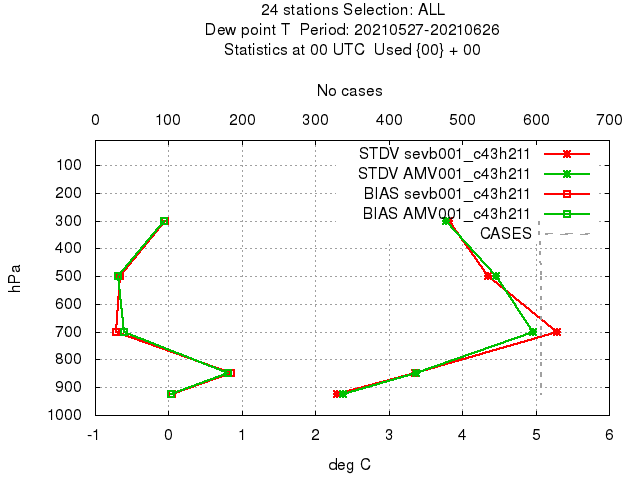 24 stations Selection: ALL
Dew point T  Period: 20210527-20210626
Statistics at 00 UTC  Used {00} + 00
No cases
0 100 200 300 400 500 600 700
STDV sevb001_c43h211
STDV AMV001_c43h211
BIAS sevb001_c43h211
BIAS AMV001_c43h211
CASES
100
200
300
400
500
600
700
800
900
1000
hPa
-1 0 1 2 3 4 5 6
deg C